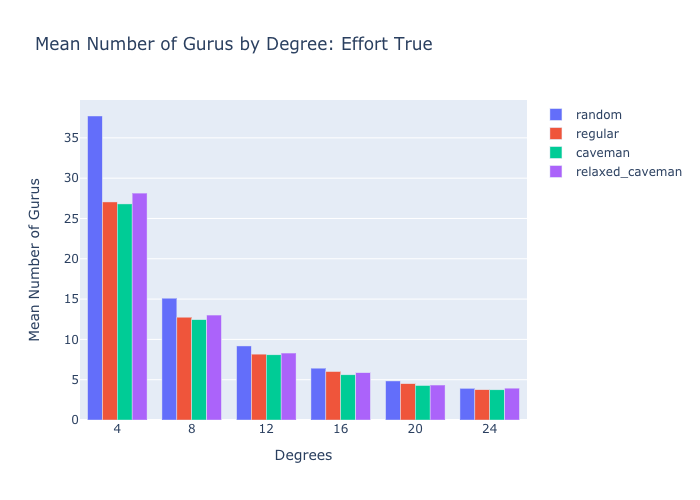 Mean Number of Gurus by Degree: Effort True
random
regular
caveman
relaxed_caveman
Mean Number of Gurus
35
30
25
20
15
10
5
0
4 8 12 16 20 24
Degrees